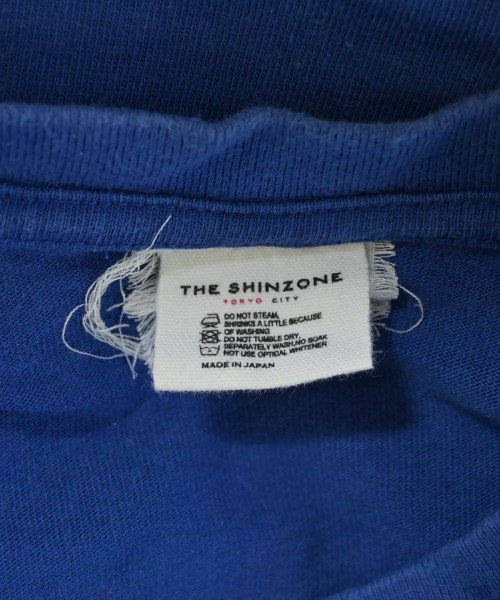 THE SHINZONE
TOKYO CITY
DO NOT STEAM,
SHRINKS A LITTLE BECAUSE
OF WASHING
DO NOT TUMBLE DRY,
SEPARATELY WASH,NO SOAK
NOT USE OPTICAL WHITENER
MADE IN JAPAN